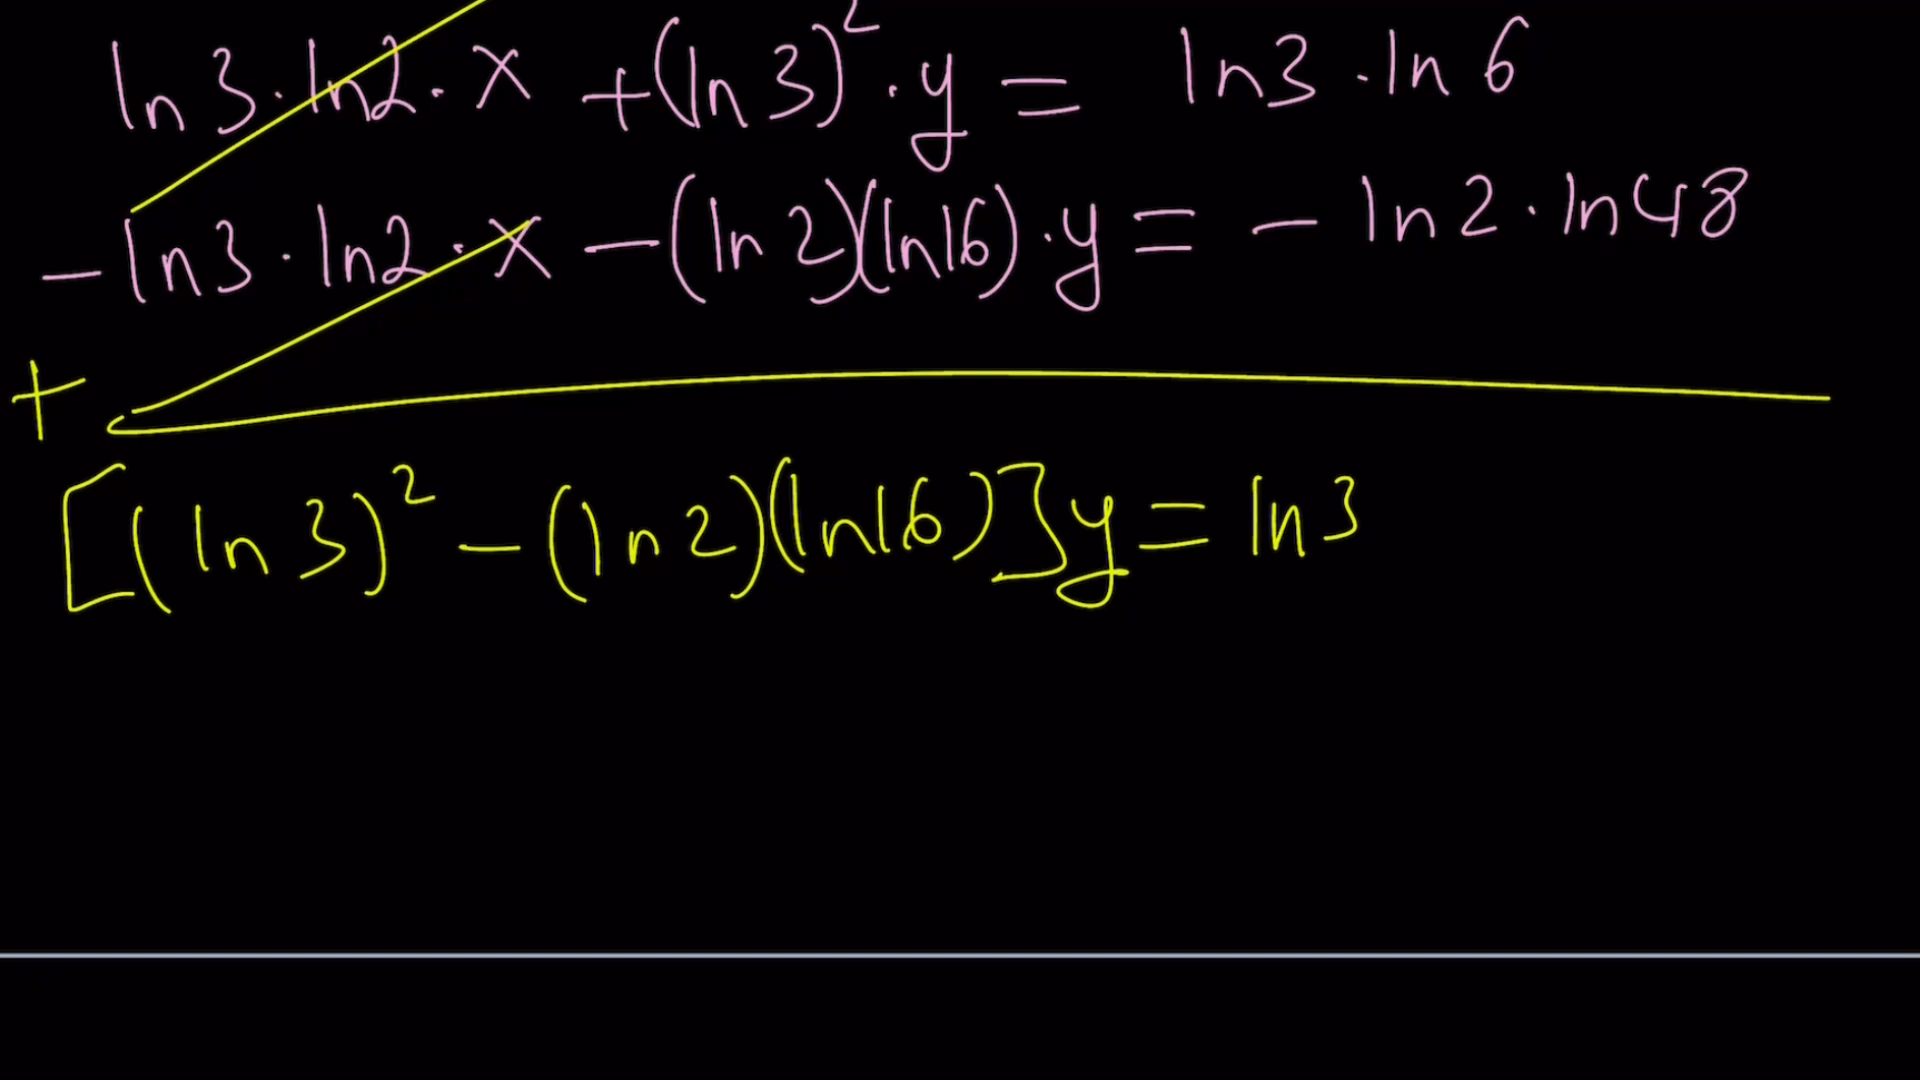 ln3·ln2·x + (ln3)²·y = ln3·ln6
-ln3·ln2·x - (ln2)(ln16)·y = -ln2·ln48
+
[(ln3)² - (ln2)(ln16)]y = ln3